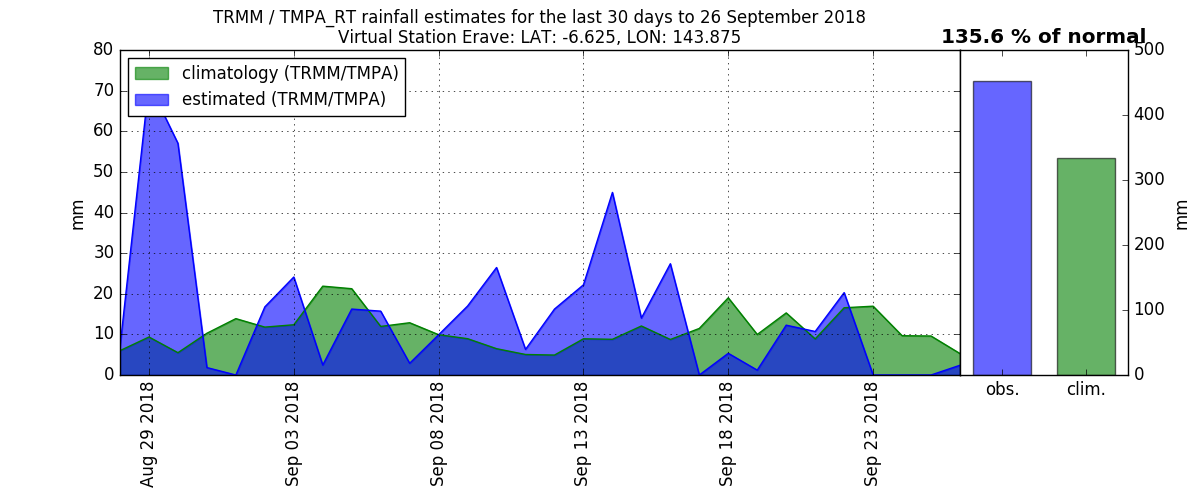 TRMM / TMPA_RT rainfall estimates for the last 30 days to 26 September 2018
Virtual Station Erave: LAT: -6.625, LON: 143.875
135.6 % of normal
climatology (TRMM/TMPA)
estimated (TRMM/TMPA)
80
70
60
50
40
30
20
10
0
mm
Aug 29 2018
Sep 03 2018
Sep 08 2018
Sep 13 2018
Sep 18 2018
Sep 23 2018
500
400
300
200
100
0
mm
obs.
clim.